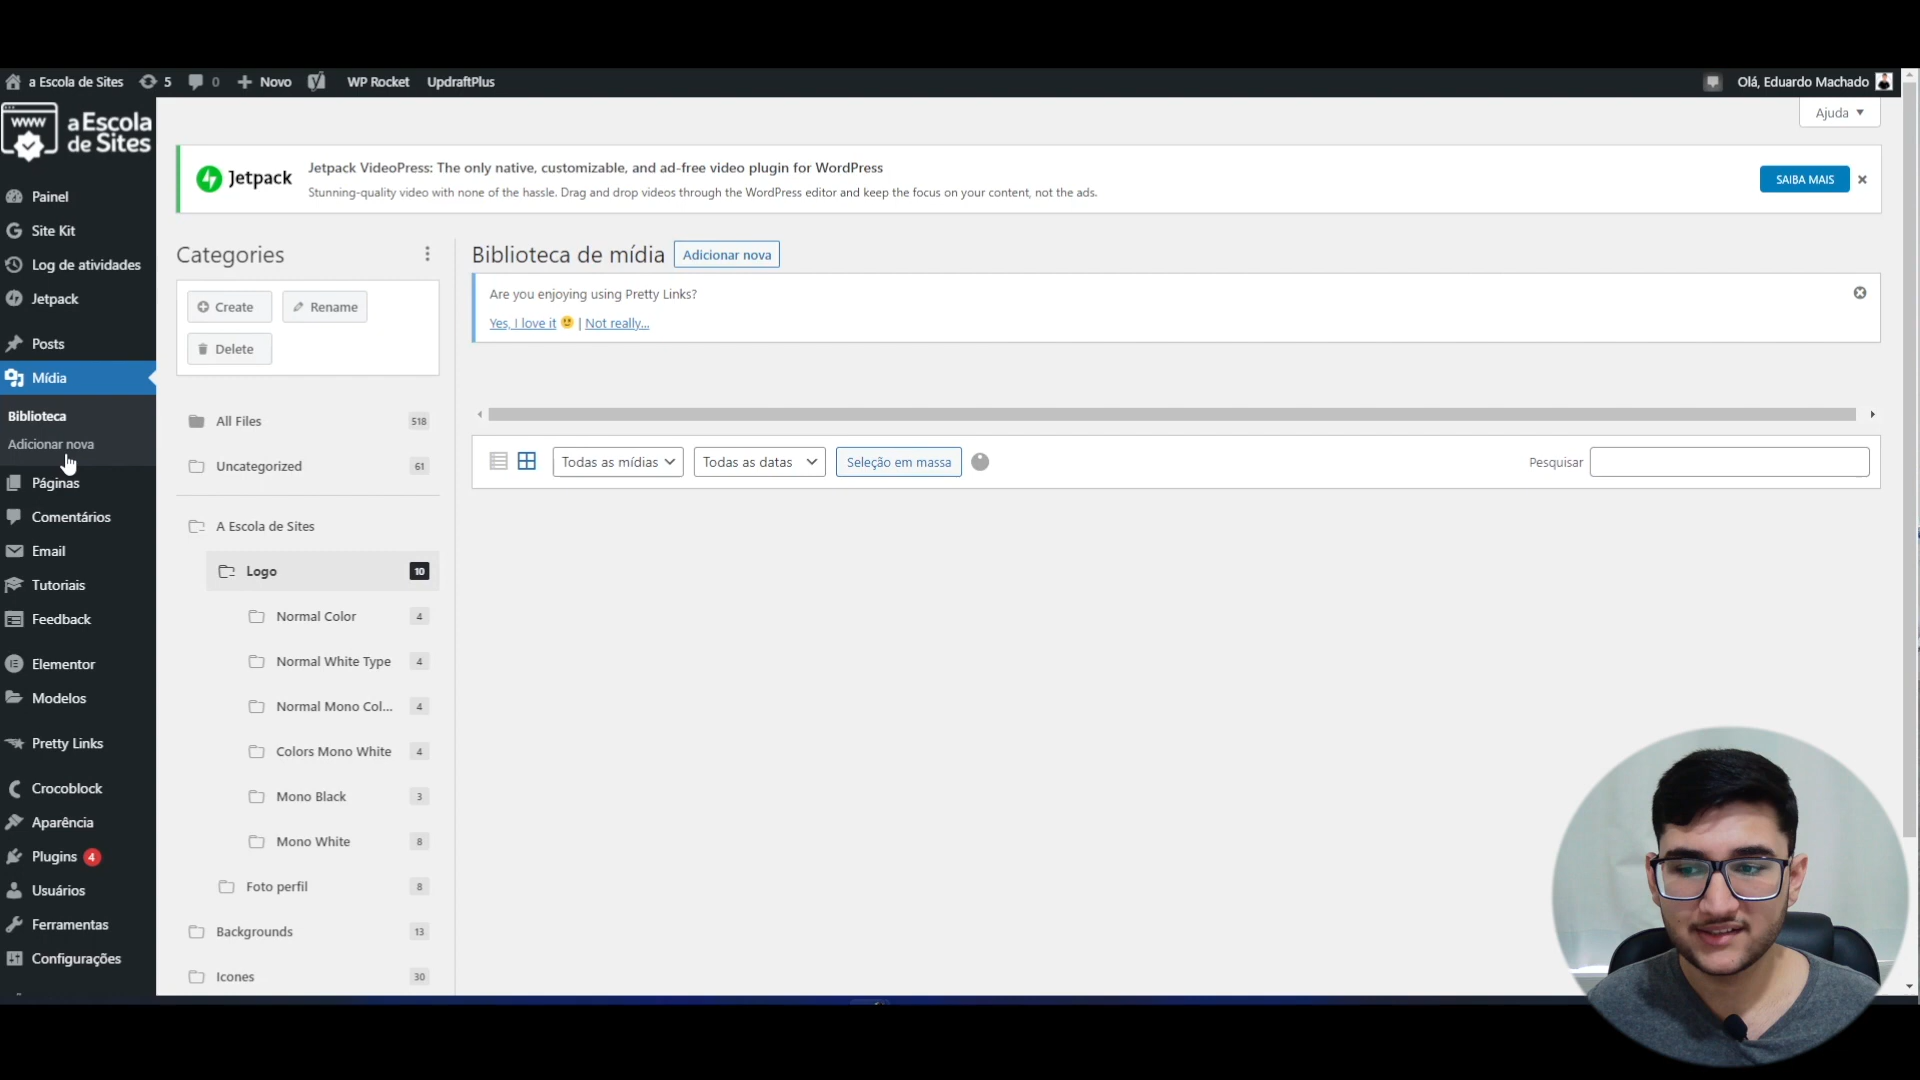 a Escola de Sites 5 0 Novo WP Rocket UpdraftPlus Olá, Eduardo Machado
www a Escola de Sites
Ajuda
Jetpack
Jetpack VideoPress: The only native, customizable, and ad-free video plugin for WordPress
Stunning-quality video with none of the hassle. Drag and drop videos through the WordPress editor and keep the focus on your content, not the ads.
SAIBA MAIS
Painel
Site Kit
Log de atividades
Jetpack
Posts
Mídia
Biblioteca
Adicionar nova
Páginas
Comentários
Email
Tutoriais
Feedback
Elementor
Modelos
Pretty Links
Crocoblock
Aparência
Plugins 4
Usuários
Ferramentas
Configurações
Categories
Create
Rename
Delete
All Files 518
Uncategorized 61
A Escola de Sites
Logo 10
Normal Color 4
Normal White Type 4
Normal Mono Col... 4
Colors Mono White 4
Mono Black 3
Mono White 8
Foto perfil 8
Backgrounds 13
Icones 30
Biblioteca de mídia Adicionar nova
Are you enjoying using Pretty Links?
Yes, I love it 🙂 | Not really...
Todas as mídias Todas as datas Seleção em massa Pesquisar